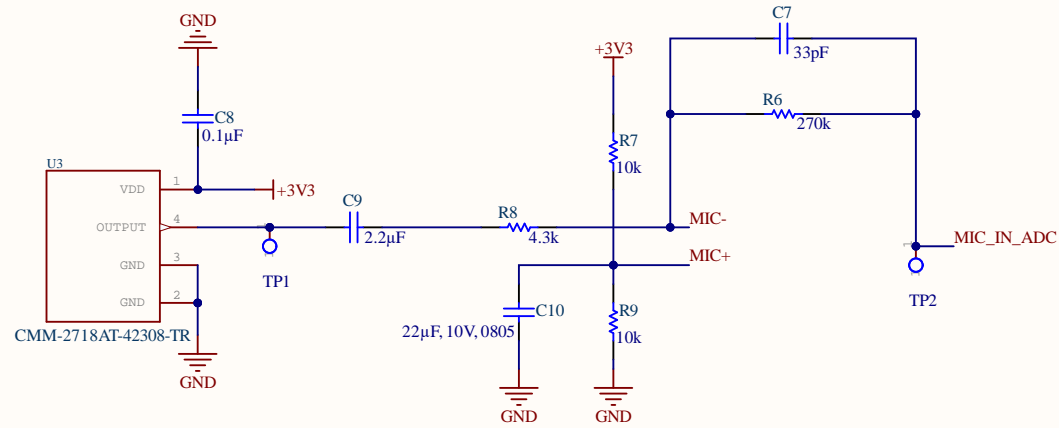 C7
33pF
GND
+3V3
R6
270k
C8
0.1µF
R7
10k
U3
VDD
1
+3V3
C9
2.2µF
R8
4.3k
MIC-
OUTPUT
4
1
TP1
MIC+
1
MIC_IN_ADC
TP2
GND
3
GND
2
C10
22µF, 10V, 0805
R9
10k
CMM-2718AT-42308-TR
GND
GND
GND